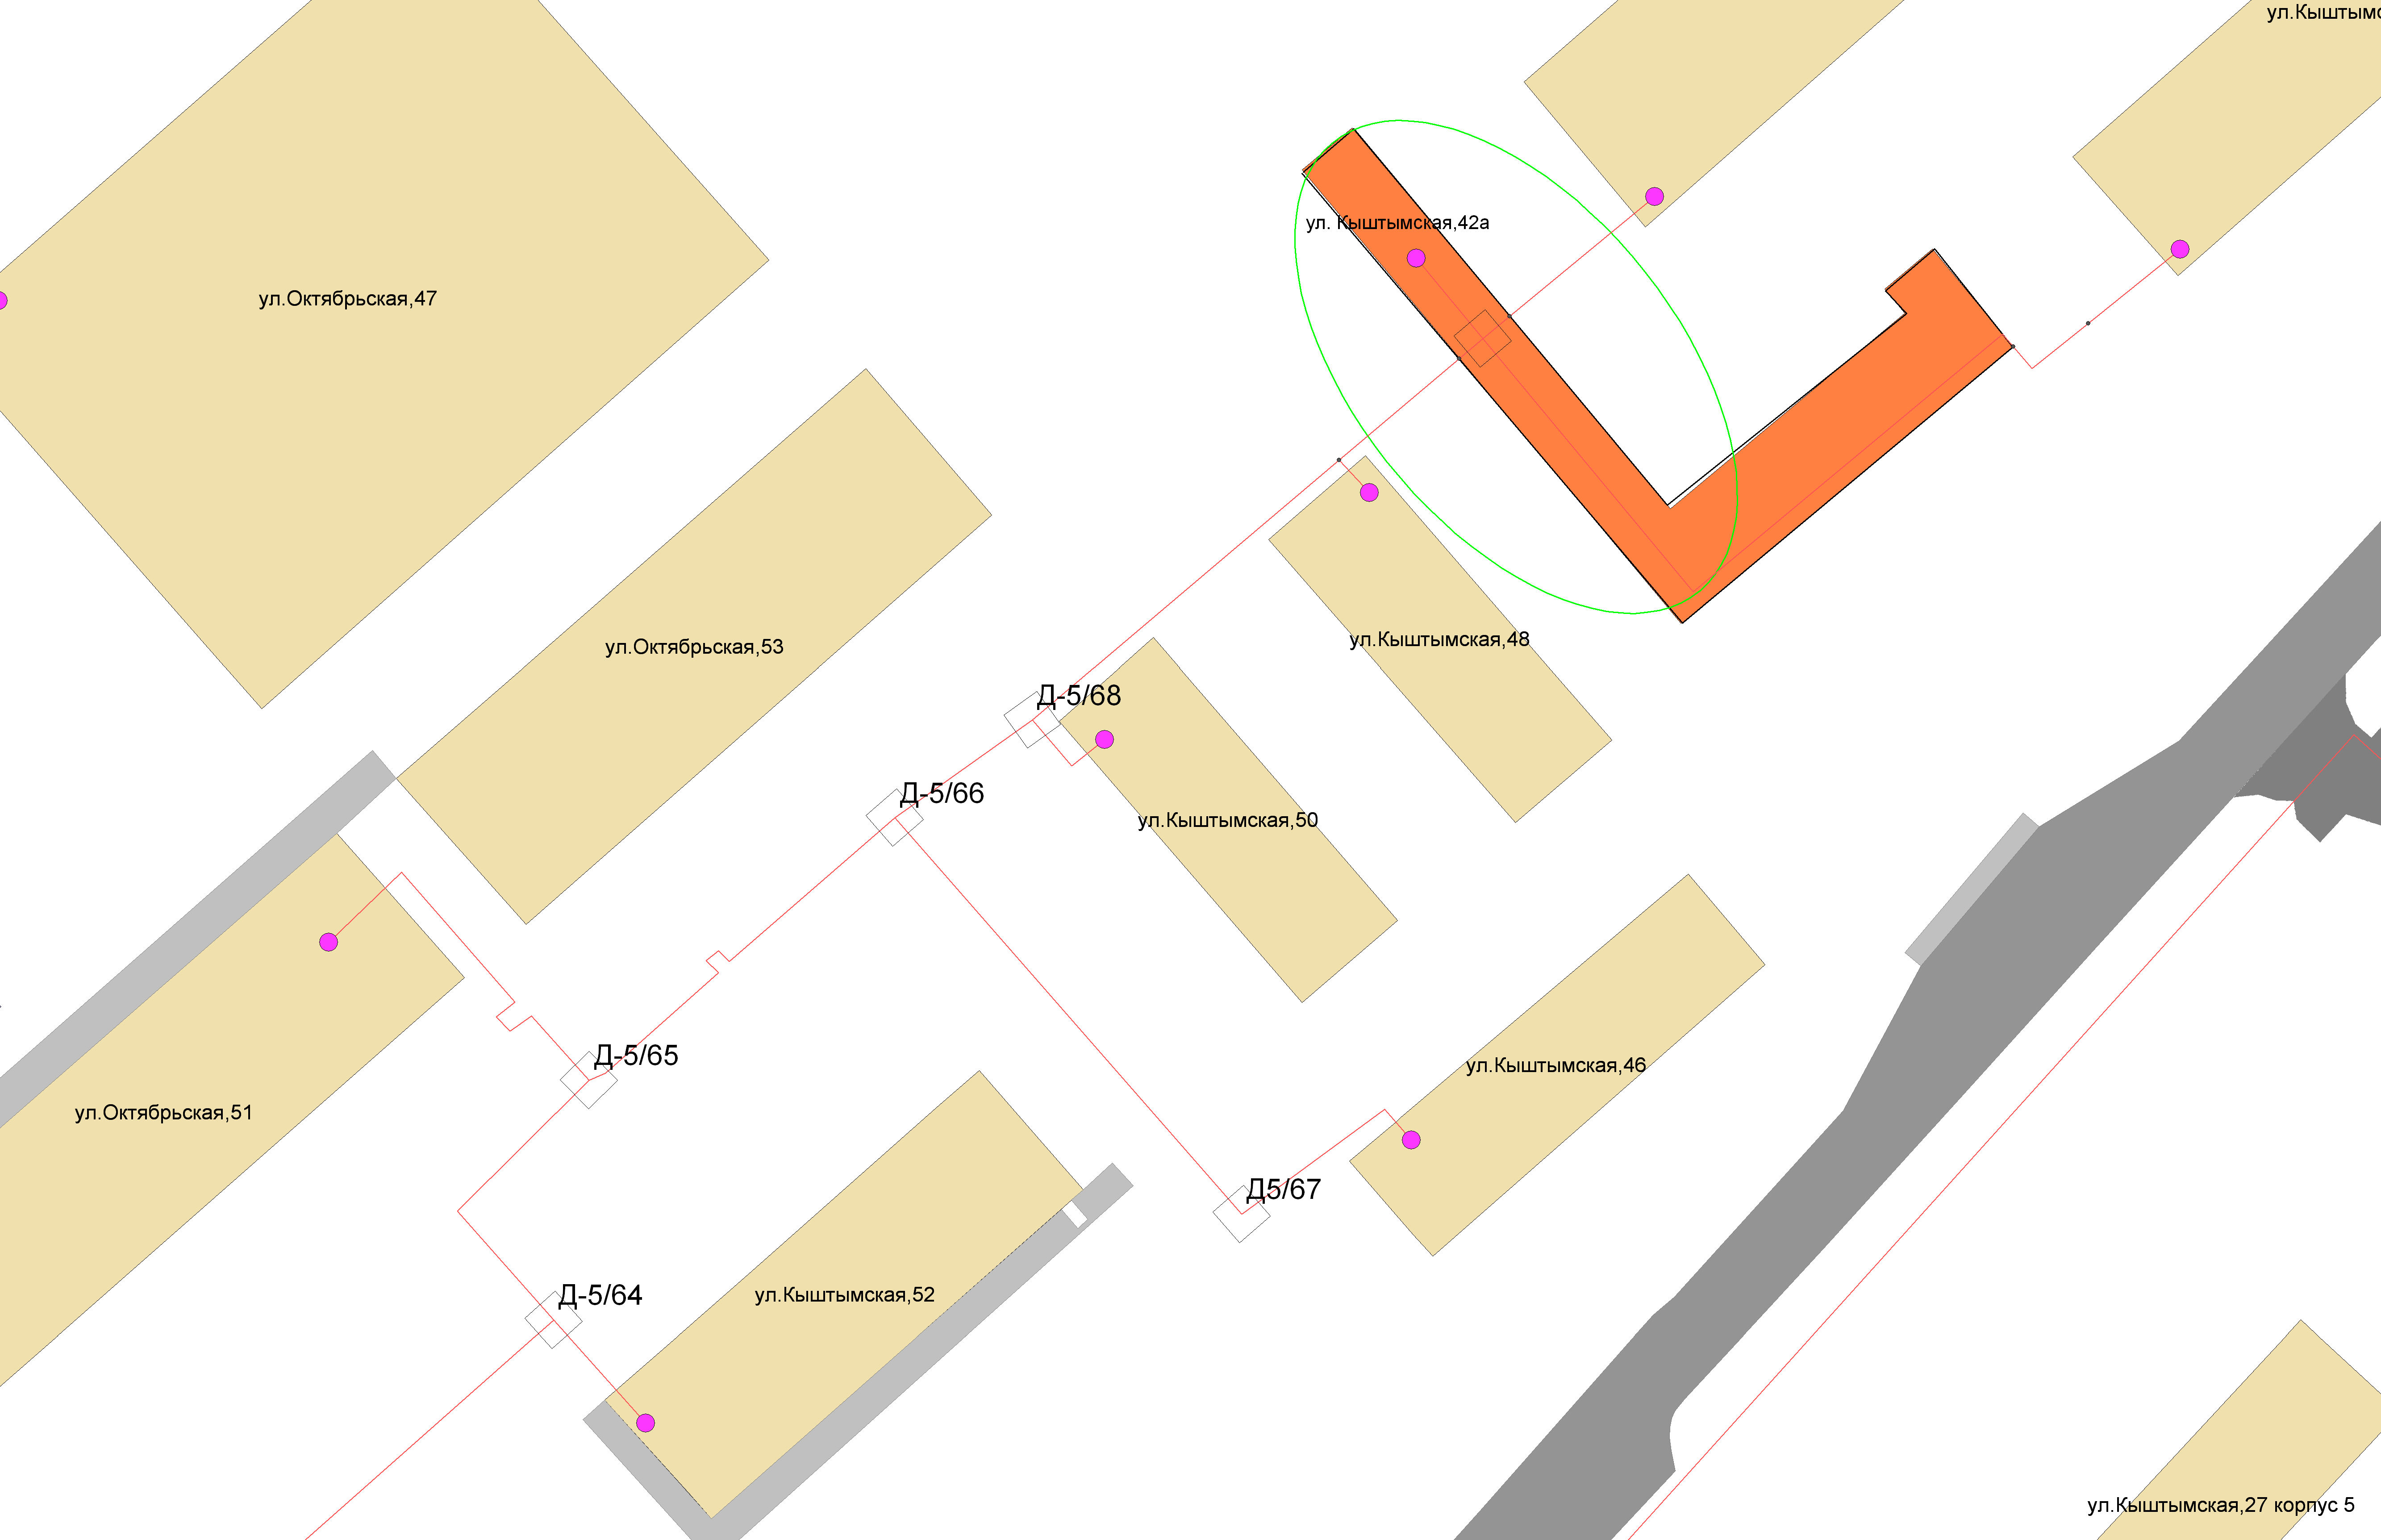 ул.Кыштымс
ул. Кыштымская,42а
ул.Октябрьская,47
ул.Октябрьская,53
ул.Кыштымская,48
Д-5/68
Д-5/66
ул.Кыштымская,50
Д-5/65
ул.Кыштымская,46
ул.Октябрьская,51
Д5/67
ул.Кыштымская,52
Д-5/64
ул.Кыштымская,27 корпус 5